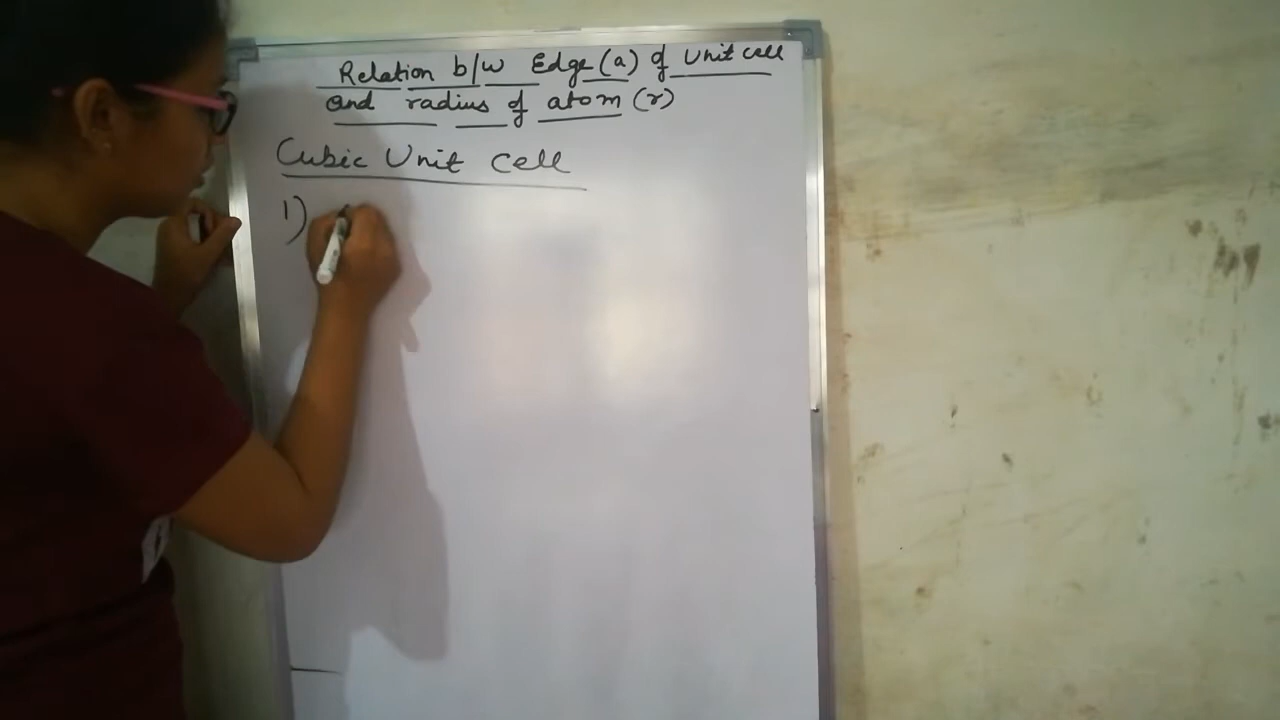 Relation b/w Edge (a) of Unit cell
and radius of atom (r)
Cubic Unit Cell
1)